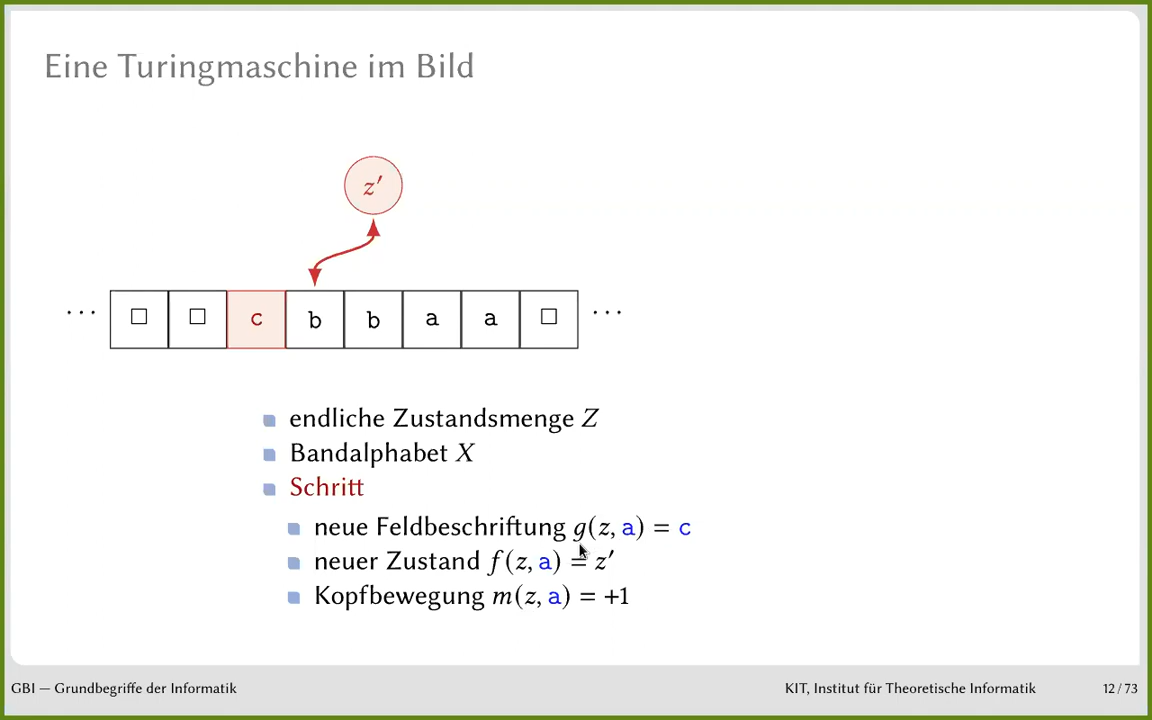 Eine Turingmaschine im Bild
z′
··· □ □ c b b a a □ ···
endliche Zustandsmenge Z
Bandalphabet X
Schritt
neue Feldbeschriftung g(z, a) = c
neuer Zustand f(z, a) = z′
Kopfbewegung m(z, a) = +1
GBI — Grundbegriffe der Informatik
KIT, Institut für Theoretische Informatik
12 / 73